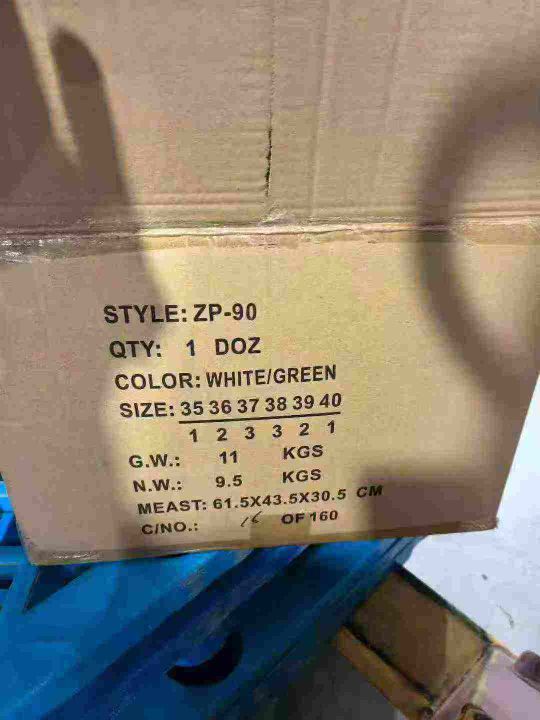 STYLE: ZP-90
QTY: 1 DOZ
COLOR: WHITE/GREEN
SIZE: 35 36 37 38 39 40
1 2 3 3 2 1
G.W.: 11 KGS
N.W.: 9.5 KGS
MEAST: 61.5X43.5X30.5 CM
C/NO.: 16 OF 160